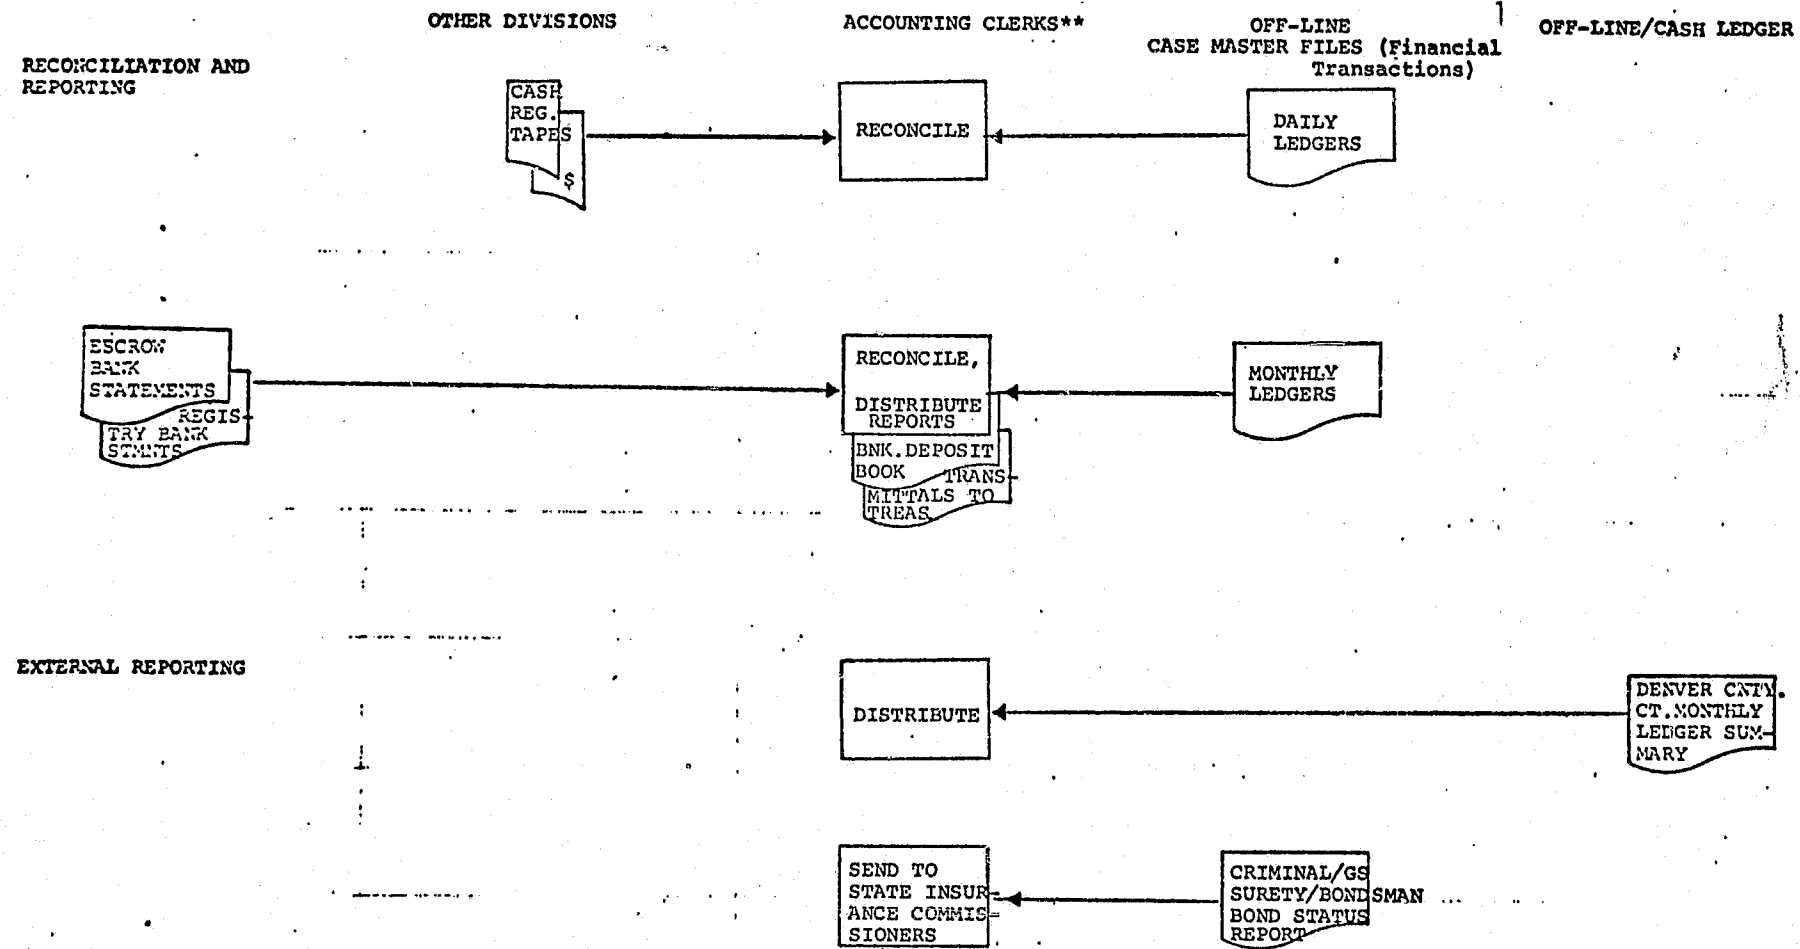 OTHER DIVISIONS
ACCOUNTING CLERKS**
OFF-LINE
CASE MASTER FILES (Financial
Transactions)
OFF-LINE/CASH LEDGER
RECONCILIATION AND
REPORTING
CASH
REG.
TAPES
$
RECONCILE
DAILY
LEDGERS
ESCROW
BANK
STATEMENTS
REGIS-
TRY BANK
STMNTS
RECONCILE,
DISTRIBUTE
REPORTS
BNK.DEPOSIT
BOOK
TRANS-
MITTALS TO
TREAS
MONTHLY
LEDGERS
EXTERNAL REPORTING
DISTRIBUTE
DENVER CNTY.
CT.MONTHLY
LEDGER SUM-
MARY
SEND TO
STATE INSUR-
ANCE COMMIS-
SIONERS
CRIMINAL/GS
SURETY/BONDSMAN
BOND STATUS
REPORT